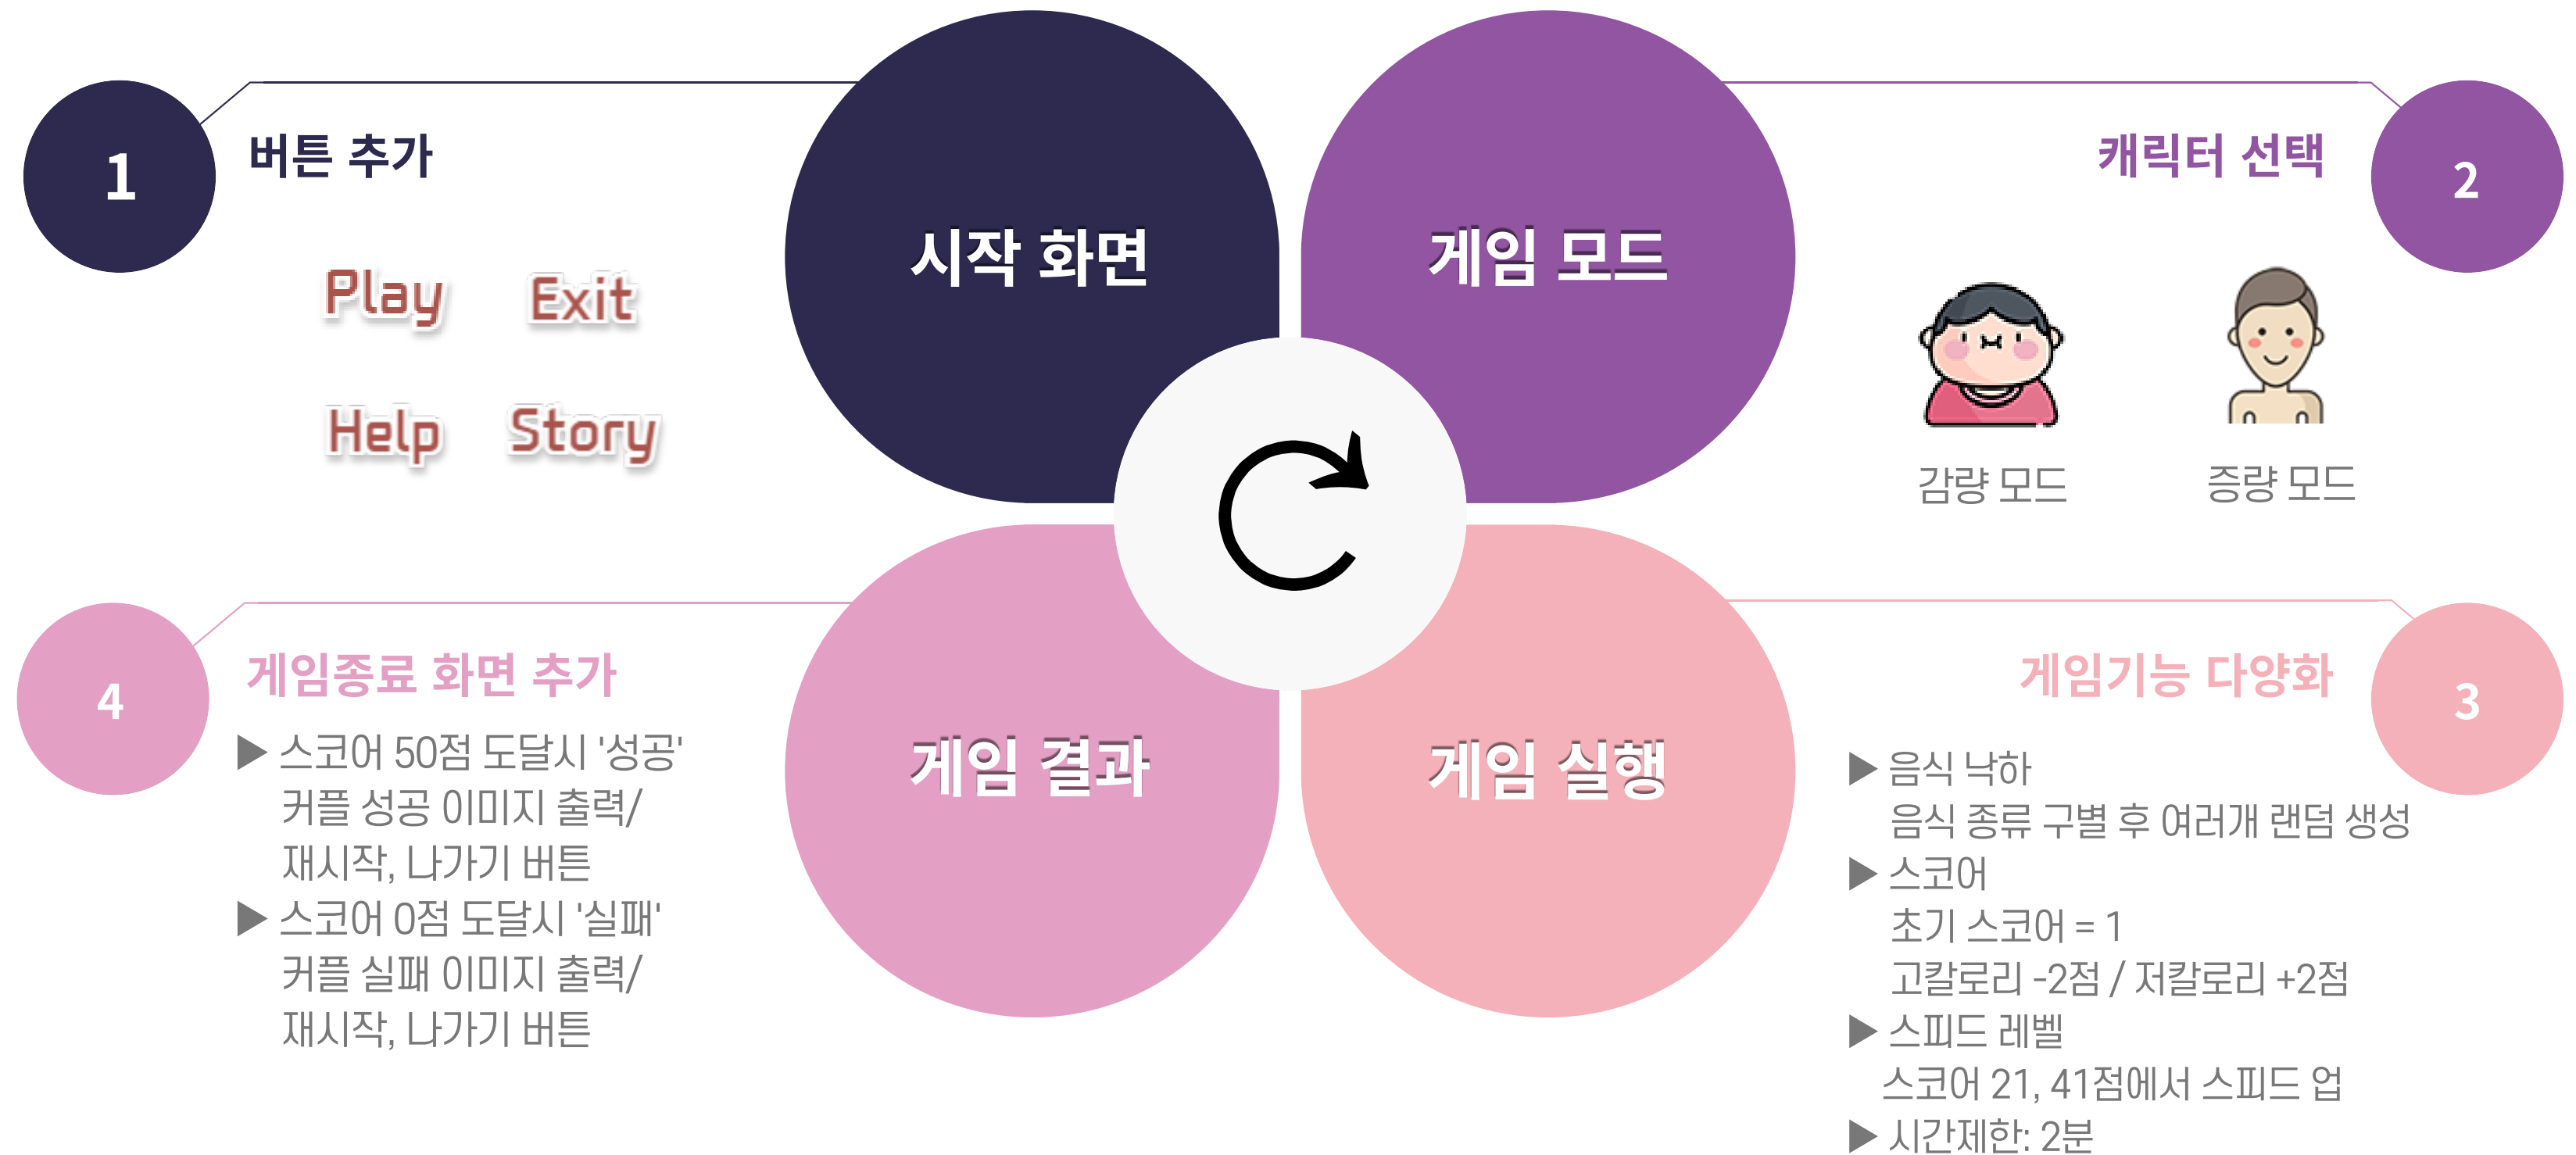 1
버튼 추가
Play
Exit
Help
Story
시작 화면
게임 모드
2
캐릭터 선택
감량 모드
증량 모드
게임 실행
3
게임기능 다양화
▶ 음식 낙하
음식 종류 구별 후 여러개 랜덤 생성
▶ 스코어
초기 스코어 = 1
고칼로리 -2점 / 저칼로리 +2점
▶ 스피드 레벨
스코어 21, 41점에서 스피드 업
▶ 시간제한: 2분
게임 결과
4
게임종료 화면 추가
▶ 스코어 50점 도달시 '성공'
커플 성공 이미지 출력/
재시작, 나가기 버튼
▶ 스코어 0점 도달시 '실패'
커플 실패 이미지 출력/
재시작, 나가기 버튼